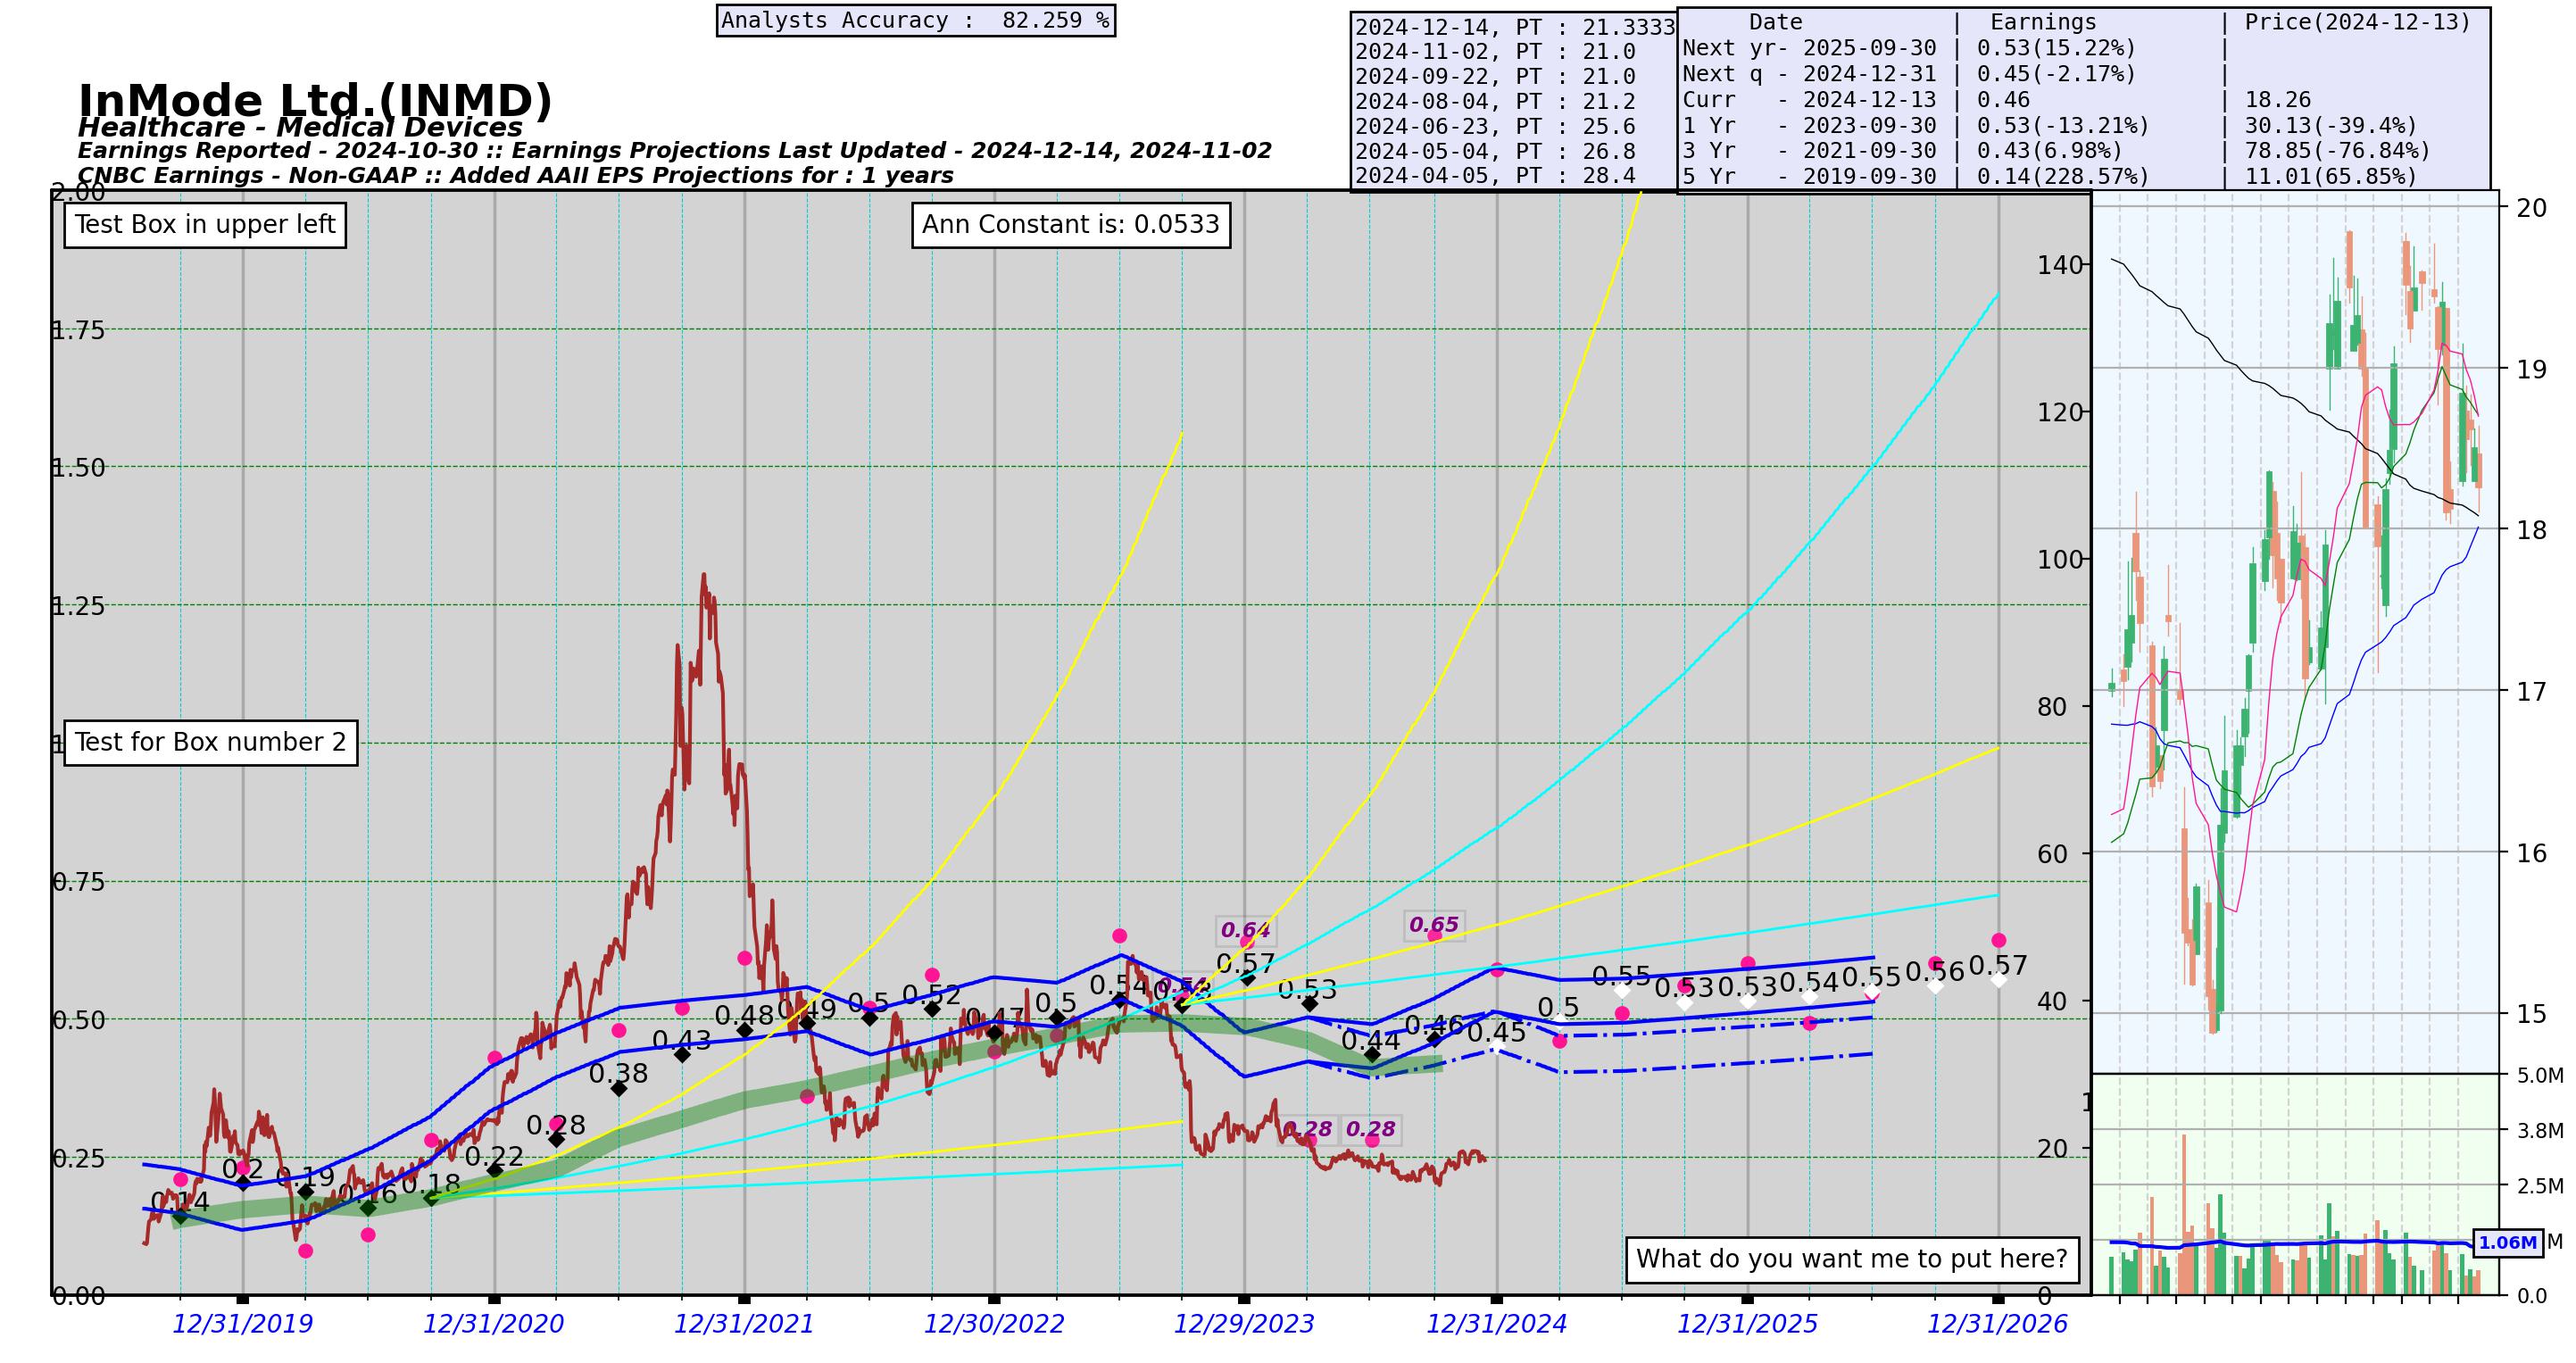 Analysts Accuracy :  82.259 %
InMode Ltd.(INMD)
Healthcare - Medical Devices
Earnings Reported - 2024-10-30 :: Earnings Projections Last Updated - 2024-12-14, 2024-11-02
CNBC Earnings - Non-GAAP :: Added AAII EPS Projections for : 1 years
2024-12-14, PT : 21.3333
2024-11-02, PT : 21.0
2024-09-22, PT : 21.0
2024-08-04, PT : 21.2
2024-06-23, PT : 25.6
2024-05-04, PT : 26.8
2024-04-05, PT : 28.4
Date | Earnings | Price(2024-12-13)
Next yr- 2025-09-30 | 0.53(15.22%) |
Next q - 2024-12-31 | 0.45(-2.17%) |
Curr - 2024-12-13 | 0.46 | 18.26
1 Yr - 2023-09-30 | 0.53(-13.21%) | 30.13(-39.4%)
3 Yr - 2021-09-30 | 0.43(6.98%) | 78.85(-76.84%)
5 Yr - 2019-09-30 | 0.14(228.57%) | 11.01(65.85%)
Test Box in upper left
Ann Constant is: 0.0533
Test for Box number 2
What do you want me to put here?
2.00
1.75
1.50
1.25
0.75
0.50
0.25
0.00
0.14
0.2
0.19
0.16
0.18
0.22
0.28
0.38
0.43
0.48
0.49
0.5
0.52
0.47
0.5
0.54
0.54
0.53
0.64
0.57
0.28
0.53
0.28
0.44
0.65
0.46
0.45
0.5
0.55
0.53
0.53
0.54
0.55
0.56
0.57
140
120
100
80
60
40
20
0
20
19
18
17
16
15
5.0M
3.8M
2.5M
1.06M
0.0
12/31/2019
12/31/2020
12/31/2021
12/30/2022
12/29/2023
12/31/2024
12/31/2025
12/31/2026